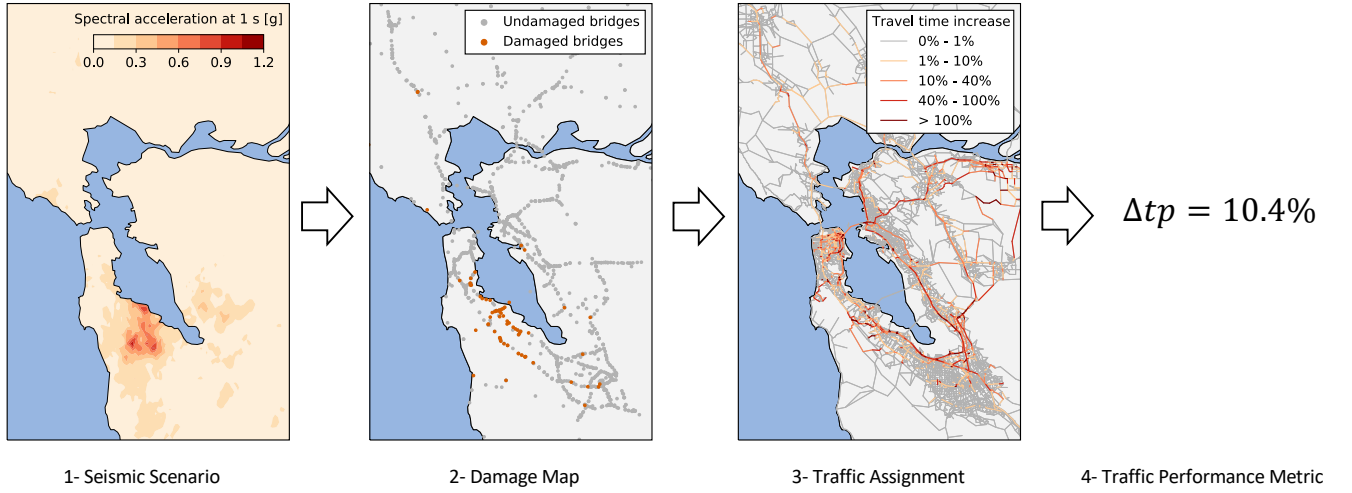 Spectral acceleration at 1 s [g]
0.0 0.3 0.6 0.9 1.2
Undamaged bridges
Damaged bridges
Travel time increase
0% - 1%
1% - 10%
10% - 40%
40% - 100%
> 100%
Δtp = 10.4%
1- Seismic Scenario
2- Damage Map
3- Traffic Assignment
4- Traffic Performance Metric